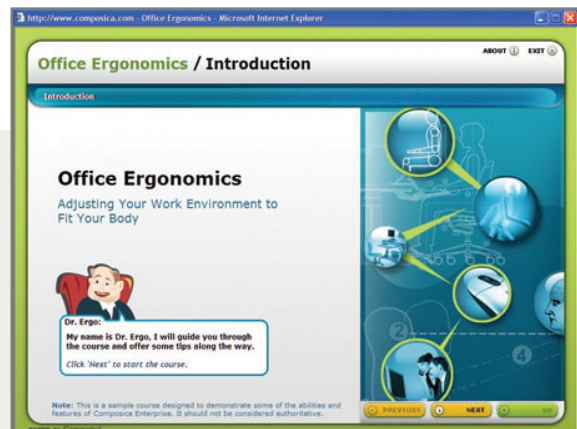 http://www.composica.com - Office Ergonomics - Microsoft Internet Explorer
ABOUT i EXIT
Office Ergonomics / Introduction
Introduction
Office Ergonomics
Adjusting Your Work Environment to
Fit Your Body
Dr. Ergo:
My name is Dr. Ergo, I will guide you through
the course and offer some tips along the way.
Click 'Next' to start the course.
2
4
Note: This is a sample course designed to demonstrate some of the abilities and
features of Composica Enterprise. It should not be considered authoritative.
PREVIOUS NEXT UP